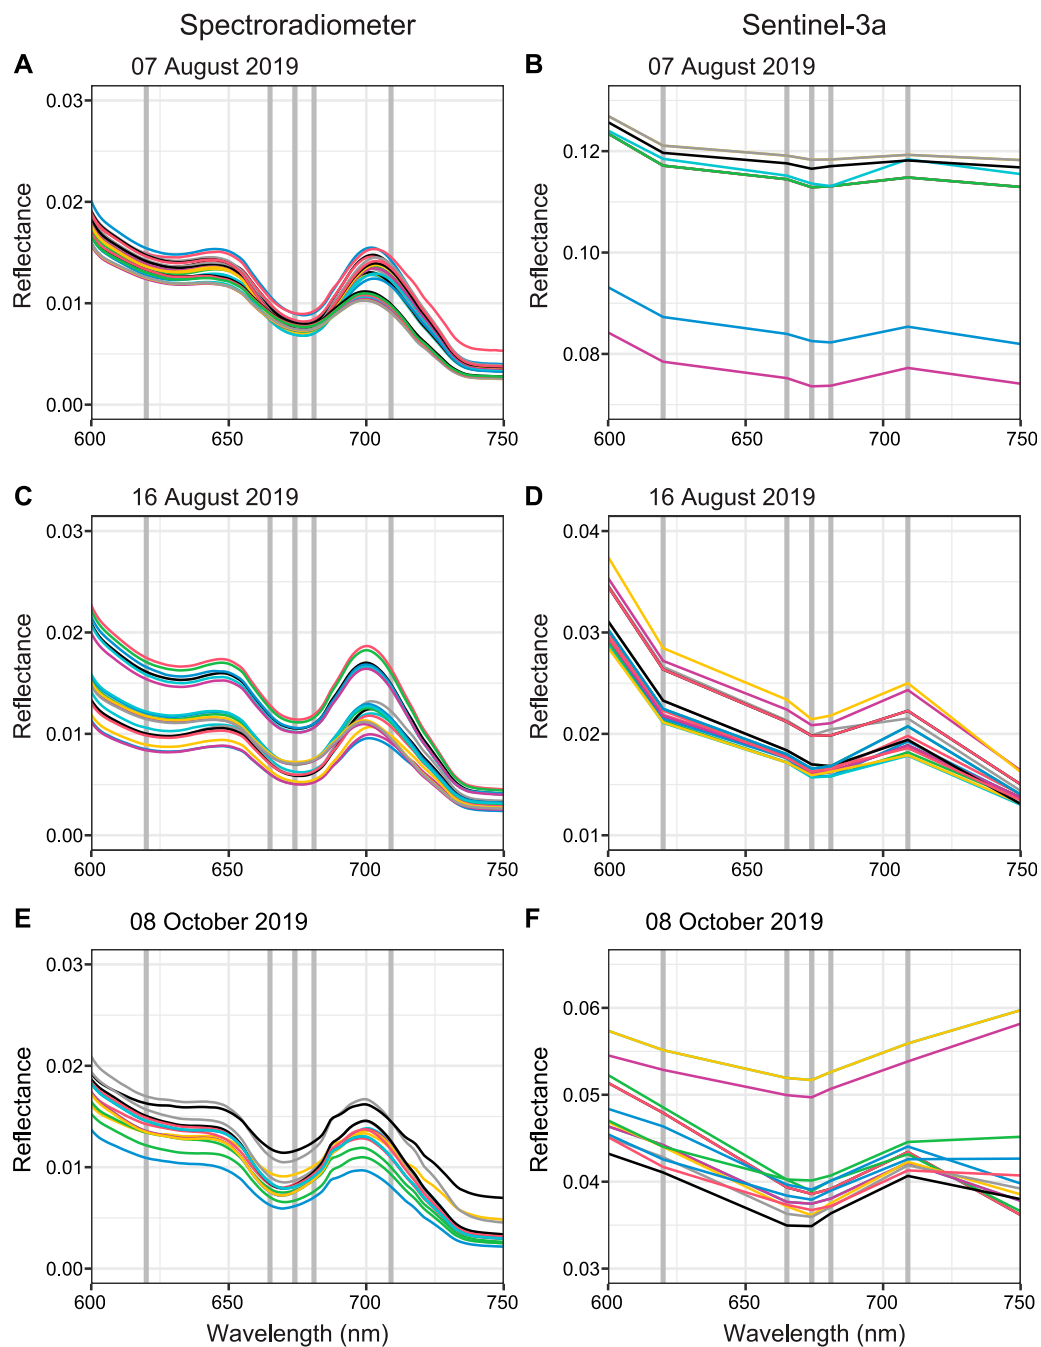 Spectroradiometer Sentinel-3a
A 07 August 2019 B 07 August 2019
Reflectance
0.03
0.02
0.01
0.00
600 650 700 750
Reflectance
0.12
0.10
0.08
600 650 700 750
C 16 August 2019 D 16 August 2019
Reflectance
0.03
0.02
0.01
0.00
600 650 700 750
Reflectance
0.04
0.03
0.02
0.01
600 650 700 750
E 08 October 2019 F 08 October 2019
Reflectance
0.03
0.02
0.01
0.00
600 650 700 750
Wavelength (nm)
Reflectance
0.06
0.05
0.04
0.03
600 650 700 750
Wavelength (nm)